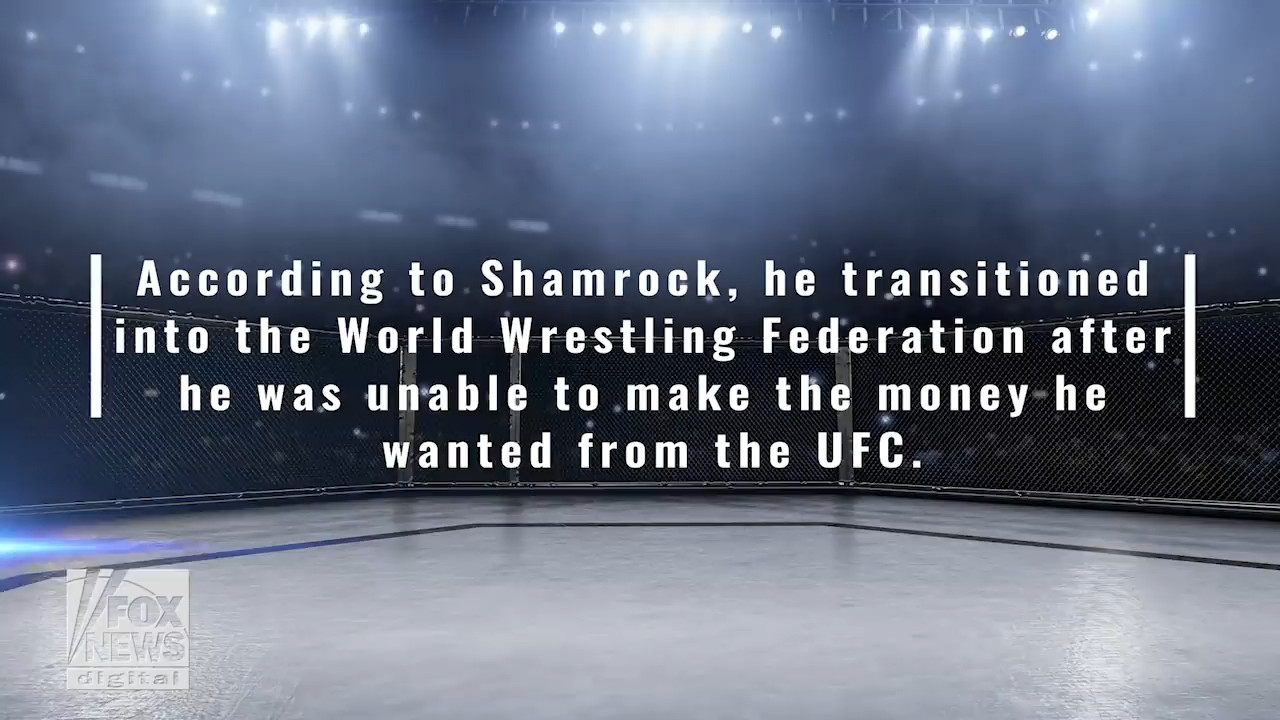 According to Shamrock, he transitioned
into the World Wrestling Federation after
he was unable to make the money he
wanted from the UFC.
FOX
NEWS
digital